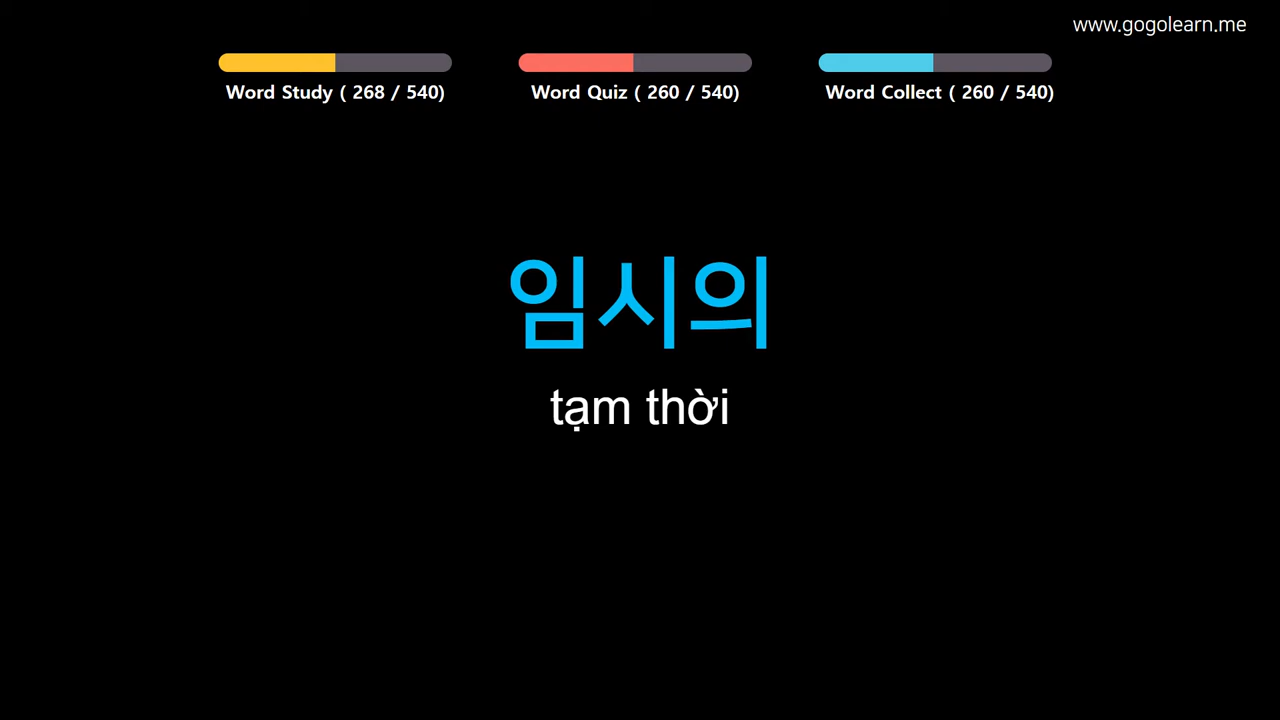 www.gogolearn.me
Word Study ( 268 / 540)
Word Quiz ( 260 / 540)
Word Collect ( 260 / 540)
임시의
tạm thời